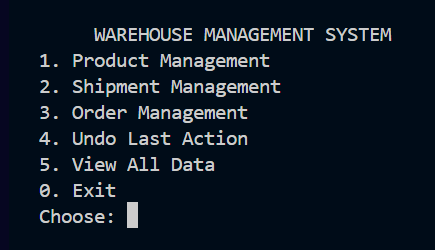 WAREHOUSE MANAGEMENT SYSTEM
1. Product Management
2. Shipment Management
3. Order Management
4. Undo Last Action
5. View All Data
0. Exit
Choose: